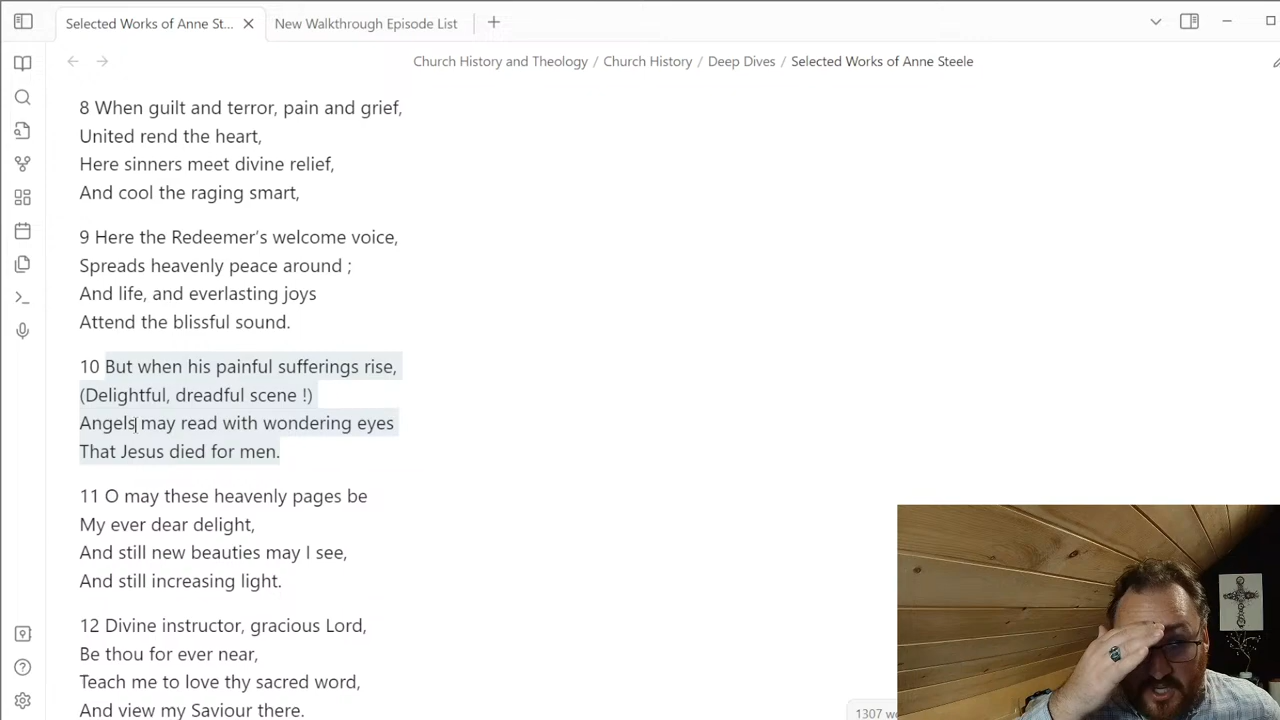 Selected Works of Anne St...
New Walkthrough Episode List
Church History and Theology / Church History / Deep Dives / Selected Works of Anne Steele
8 When guilt and terror, pain and grief,
United rend the heart,
Here sinners meet divine relief,
And cool the raging smart,
9 Here the Redeemer's welcome voice,
Spreads heavenly peace around ;
And life, and everlasting joys
Attend the blissful sound.
10 But when his painful sufferings rise,
(Delightful, dreadful scene !)
Angels may read with wondering eyes
That Jesus died for men.
11 O may these heavenly pages be
My ever dear delight,
And still new beauties may I see,
And still increasing light.
12 Divine instructor, gracious Lord,
Be thou for ever near,
Teach me to love thy sacred word,
And view my Saviour there.
1307